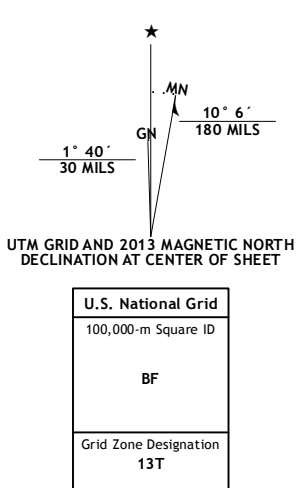 MN
GN
10° 6´
180 MILS
1° 40´
30 MILS
UTM GRID AND 2013 MAGNETIC NORTH
DECLINATION AT CENTER OF SHEET
U.S. National Grid
100,000-m Square ID
BF
Grid Zone Designation
13T